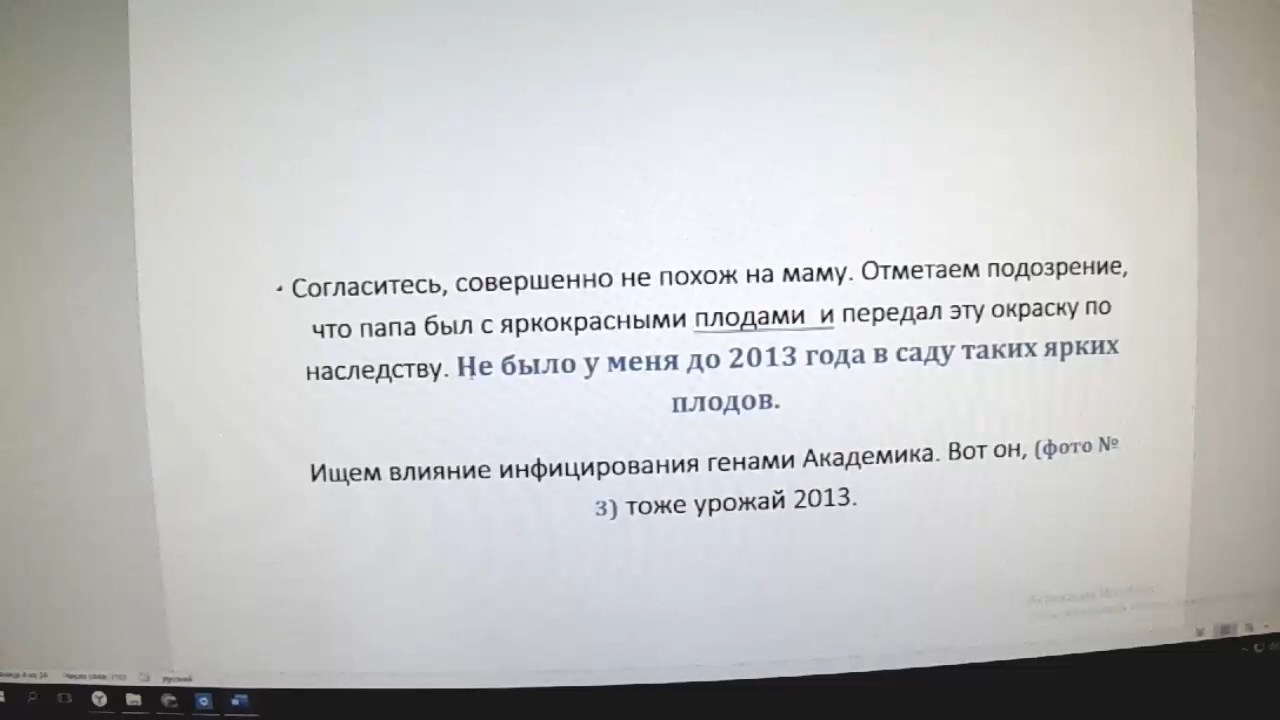 Согласитесь, совершенно не похож на маму. Отметаем подозрение,
что папа был с яркокрасными плодами и передал эту окраску по
наследству. Не было у меня до 2013 года в саду таких ярких
плодов.
Ищем влияние инфицирования генами Академика. Вот он, (фото №
3) тоже урожай 2013.
русский